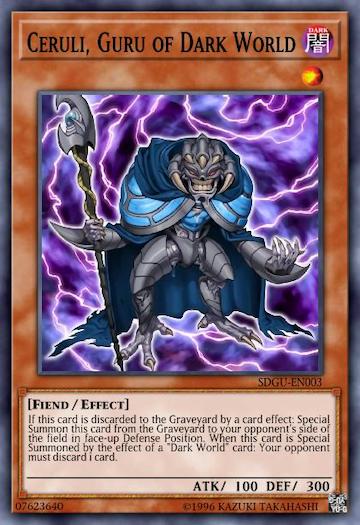 Ceruli, Guru of Dark World
DARK
闇
SDGU-EN003
[Fiend / Effect]
If this card is discarded to the Graveyard by a card effect: Special
Summon this card from the Graveyard to your opponent's side of
the field in face-up Defense Position. When this card is Special
Summoned by the effect of a "Dark World" card: Your opponent
must discard 1 card.
ATK/ 100 DEF/ 300
07623640
©1996 KAZUKI TAKAHASHI